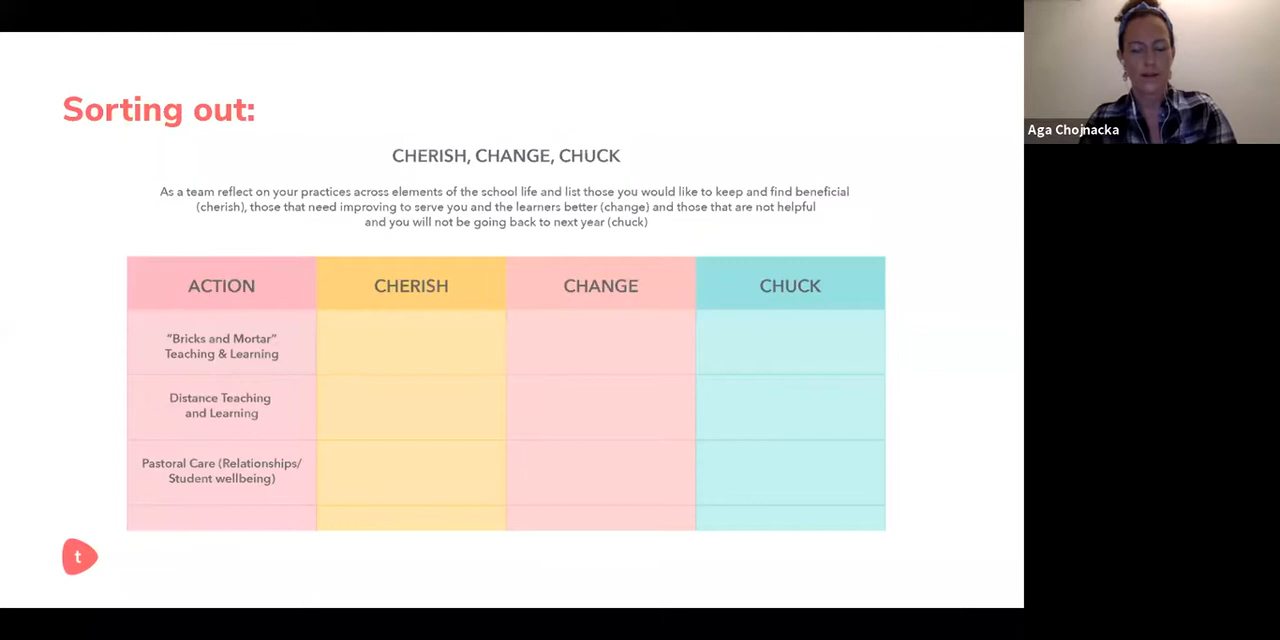 Sorting out:
CHERISH, CHANGE, CHUCK
As a team reflect on your practices across elements of the school life and list those you would like to keep and find beneficial
(cherish), those that need improving to serve you and the learners better (change) and those that are not helpful
and you will not be going back to next year (chuck)
ACTION CHERISH CHANGE CHUCK
“Bricks and Mortar”
Teaching & Learning
Distance Teaching
and Learning
Pastoral Care (Relationships/
Student wellbeing)
t
Aga Chojnacka